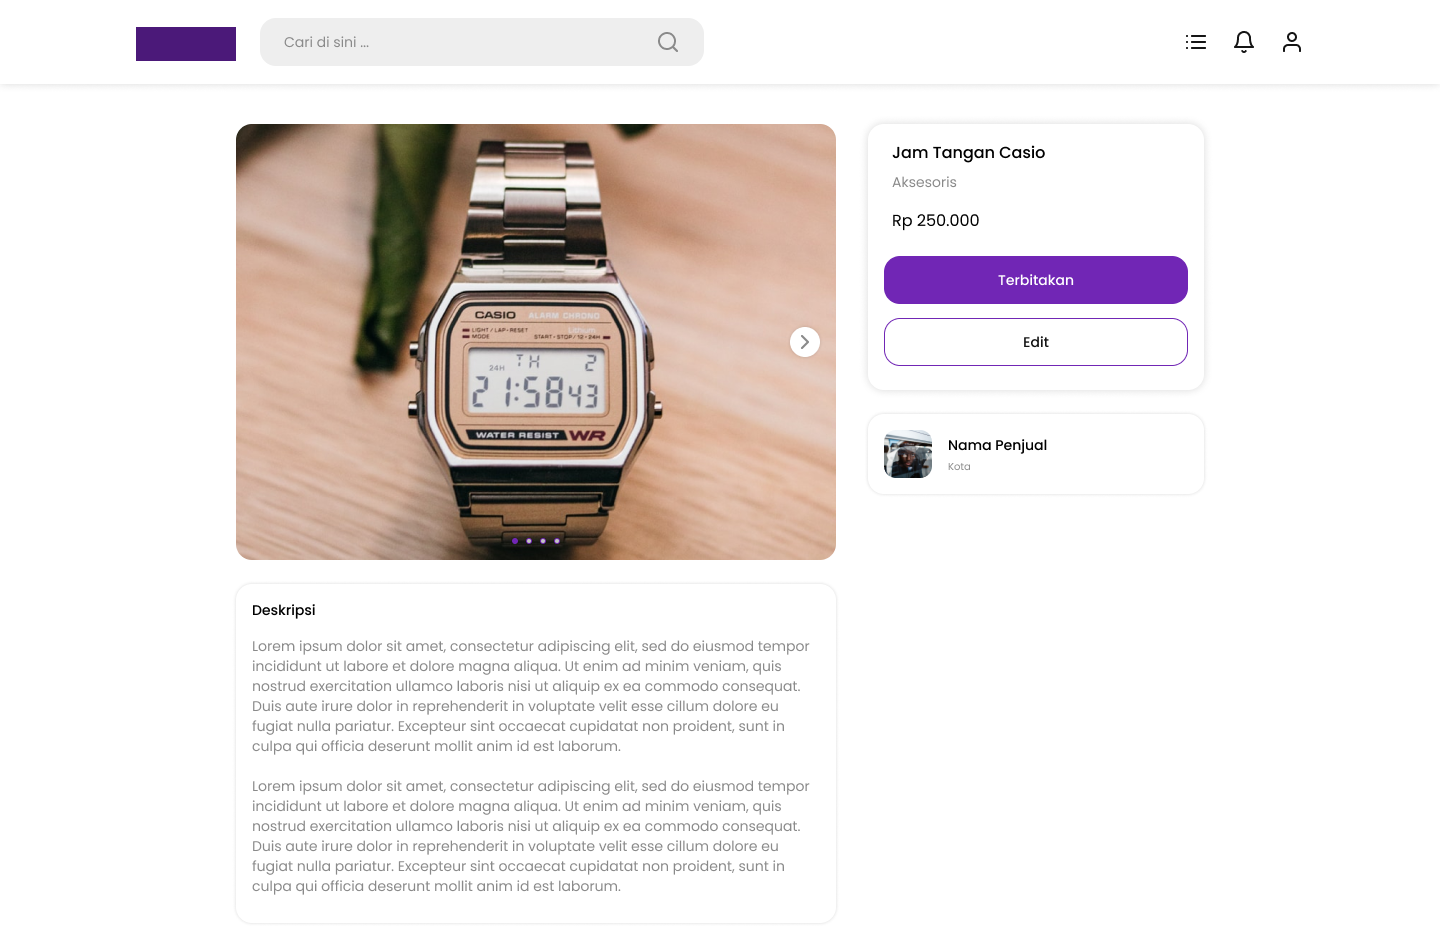 Cari di sini ...
CASIO ALARM CHRONO
LIGHT / LAP • RESET
MODE
Lithium
START • STOP / 12 • 24H
TH 2
24H
21:58 43
WATER RESIST WR
Jam Tangan Casio
Aksesoris
Rp 250.000
Terbitakan
Edit
Nama Penjual
Kota
Deskripsi
Lorem ipsum dolor sit amet, consectetur adipiscing elit, sed do eiusmod tempor
incididunt ut labore et dolore magna aliqua. Ut enim ad minim veniam, quis
nostrud exercitation ullamco laboris nisi ut aliquip ex ea commodo consequat.
Duis aute irure dolor in reprehenderit in voluptate velit esse cillum dolore eu
fugiat nulla pariatur. Excepteur sint occaecat cupidatat non proident, sunt in
culpa qui officia deserunt mollit anim id est laborum.
Lorem ipsum dolor sit amet, consectetur adipiscing elit, sed do eiusmod tempor
incididunt ut labore et dolore magna aliqua. Ut enim ad minim veniam, quis
nostrud exercitation ullamco laboris nisi ut aliquip ex ea commodo consequat.
Duis aute irure dolor in reprehenderit in voluptate velit esse cillum dolore eu
fugiat nulla pariatur. Excepteur sint occaecat cupidatat non proident, sunt in
culpa qui officia deserunt mollit anim id est laborum.